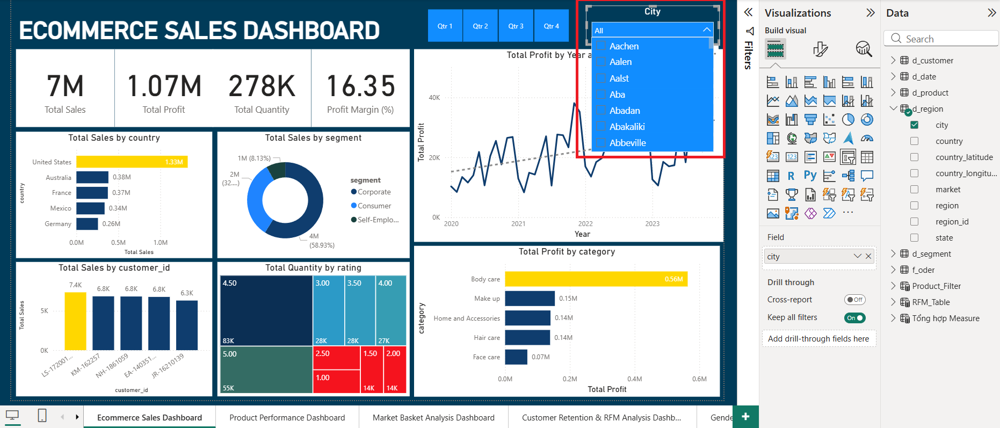 ECOMMERCE SALES DASHBOARD
Qtr 1
Qtr 2
Qtr 3
Qtr 4
City
All
Aachen
Aalen
Aalst
Aba
Abadan
Abakaliki
Abbeville
7M
Total Sales
1.07M
Total Profit
278K
Total Quantity
16.35
Profit Margin (%)
Total Sales by country
country
United States
1.33M
Australia
0.38M
France
0.37M
Mexico
0.34M
Germany
0.26M
0.0M
0.5M
1.0M
Total Sales
Total Sales by segment
1M (8.13%)
2M
(32....)
4M
(58.93%)
segment
Corporate
Consumer
Self-Emplo...
Total Profit by Year a
Total Profit
40K
20K
0K
2020
2021
2022
2023
Year
Total Sales by customer_id
Total Sales
5K
0K
7.4K
6.8K
6.8K
6.8K
6.3K
LS-172001...
KM-162257
NH-1861059
EA-140351...
JR-16210139
customer_id
Total Quantity by rating
4.50
83K
3.00
28K
3.50
28K
4.00
27K
5.00
55K
2.50
1.00
1.50
14K
2.00
14K
Total Profit by category
category
Body care
0.56M
Make up
0.15M
Home and Accessories
0.14M
Hair care
0.14M
Face care
0.07M
0.0M
0.2M
0.4M
0.6M
Total Profit
Ecommerce Sales Dashboard
Product Performance Dashboard
Market Basket Analysis Dashboard
Customer Retention & RFM Analysis Dashb...
Gende
Filters
Visualizations
Build visual
123
123
R
Py
...
Field
city
Drill through
Cross-report
Off
Keep all filters
On
Add drill-through fields here
Data
Search
d_customer
d_date
d_product
d_region
city
country
country_latitude
country_longitu...
market
region
region_id
state
d_segment
f_oder
Product_Filter
RFM_Table
Tổng hợp Measure